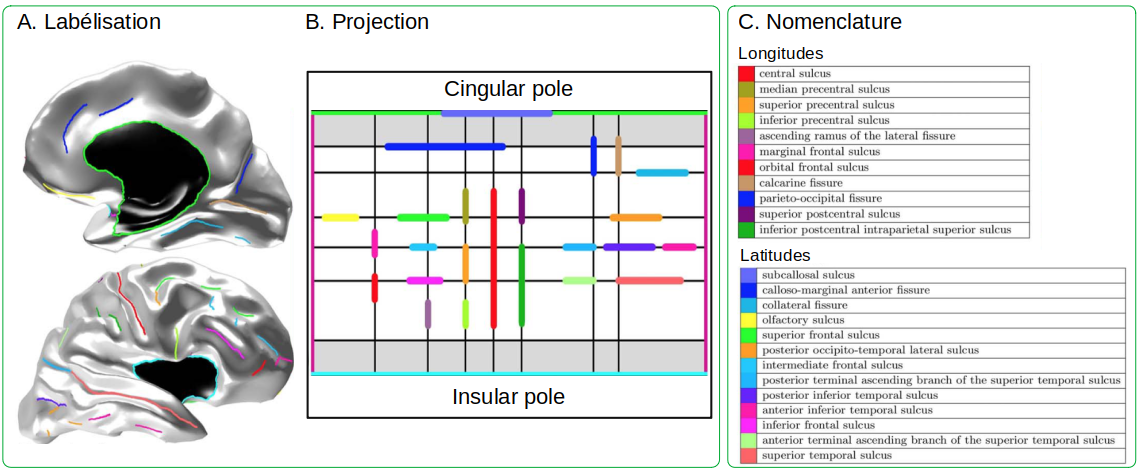 A. Labélisation
B. Projection
Cingular pole
Insular pole
C. Nomenclature
Longitudes
central sulcus
median precentral sulcus
superior precentral sulcus
inferior precentral sulcus
ascending ramus of the lateral fissure
marginal frontal sulcus
orbital frontal sulcus
calcarine fissure
parieto-occipital fissure
superior postcentral sulcus
inferior postcentral intraparietal superior sulcus
Latitudes
subcallosal sulcus
calloso-marginal anterior fissure
collateral fissure
olfactory sulcus
superior frontal sulcus
posterior occipito-temporal lateral sulcus
intermediate frontal sulcus
posterior terminal ascending branch of the superior temporal sulcus
posterior inferior temporal sulcus
anterior inferior temporal sulcus
inferior frontal sulcus
anterior terminal ascending branch of the superior temporal sulcus
superior temporal sulcus